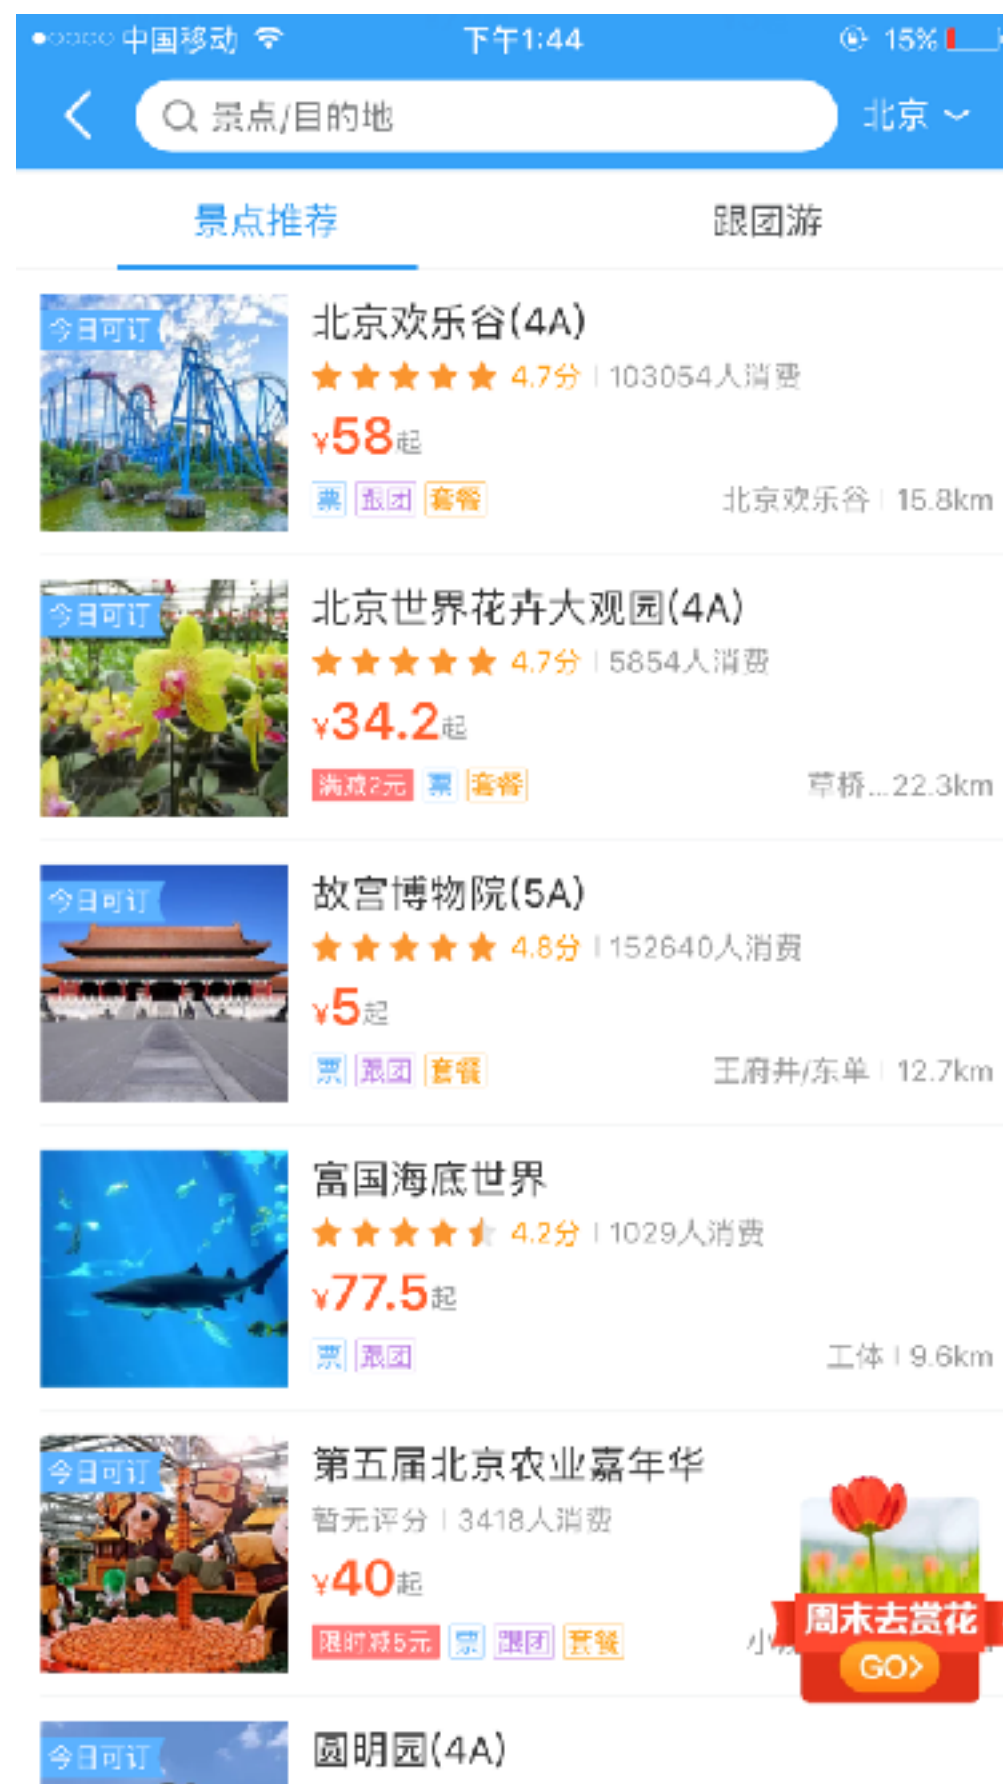 中国移动
下午1:44
15%
景点/目的地
北京
景点推荐
跟团游
今日可订
北京欢乐谷(4A)
4.7分
103054人消费
¥58起
票 跟团 套餐
北京欢乐谷
15.8km
今日可订
北京世界花卉大观园(4A)
4.7分
5854人消费
¥34.2起
满减2元 票 套餐
草桥...22.3km
今日可订
故宫博物院(5A)
4.8分
152640人消费
¥5起
票 跟团 套餐
王府井/东单
12.7km
富国海底世界
4.2分
1029人消费
¥77.5起
票 跟团
工体
9.6km
今日可订
第五届北京农业嘉年华
暂无评分
3418人消费
¥40起
限时减5元 票 跟团 套餐
小
周末去赏花
GO>
今日可订
圆明园(4A)